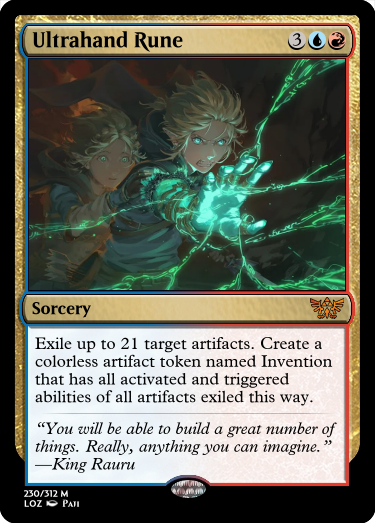 Ultrahand Rune 3
Sorcery
Exile up to 21 target artifacts. Create a
colorless artifact token named Invention
that has all activated and triggered
abilities of all artifacts exiled this way.
“You will be able to build a great number of
things. Really, anything you can imagine.”
—King Rauru
230/312 M
LOZ PAFI